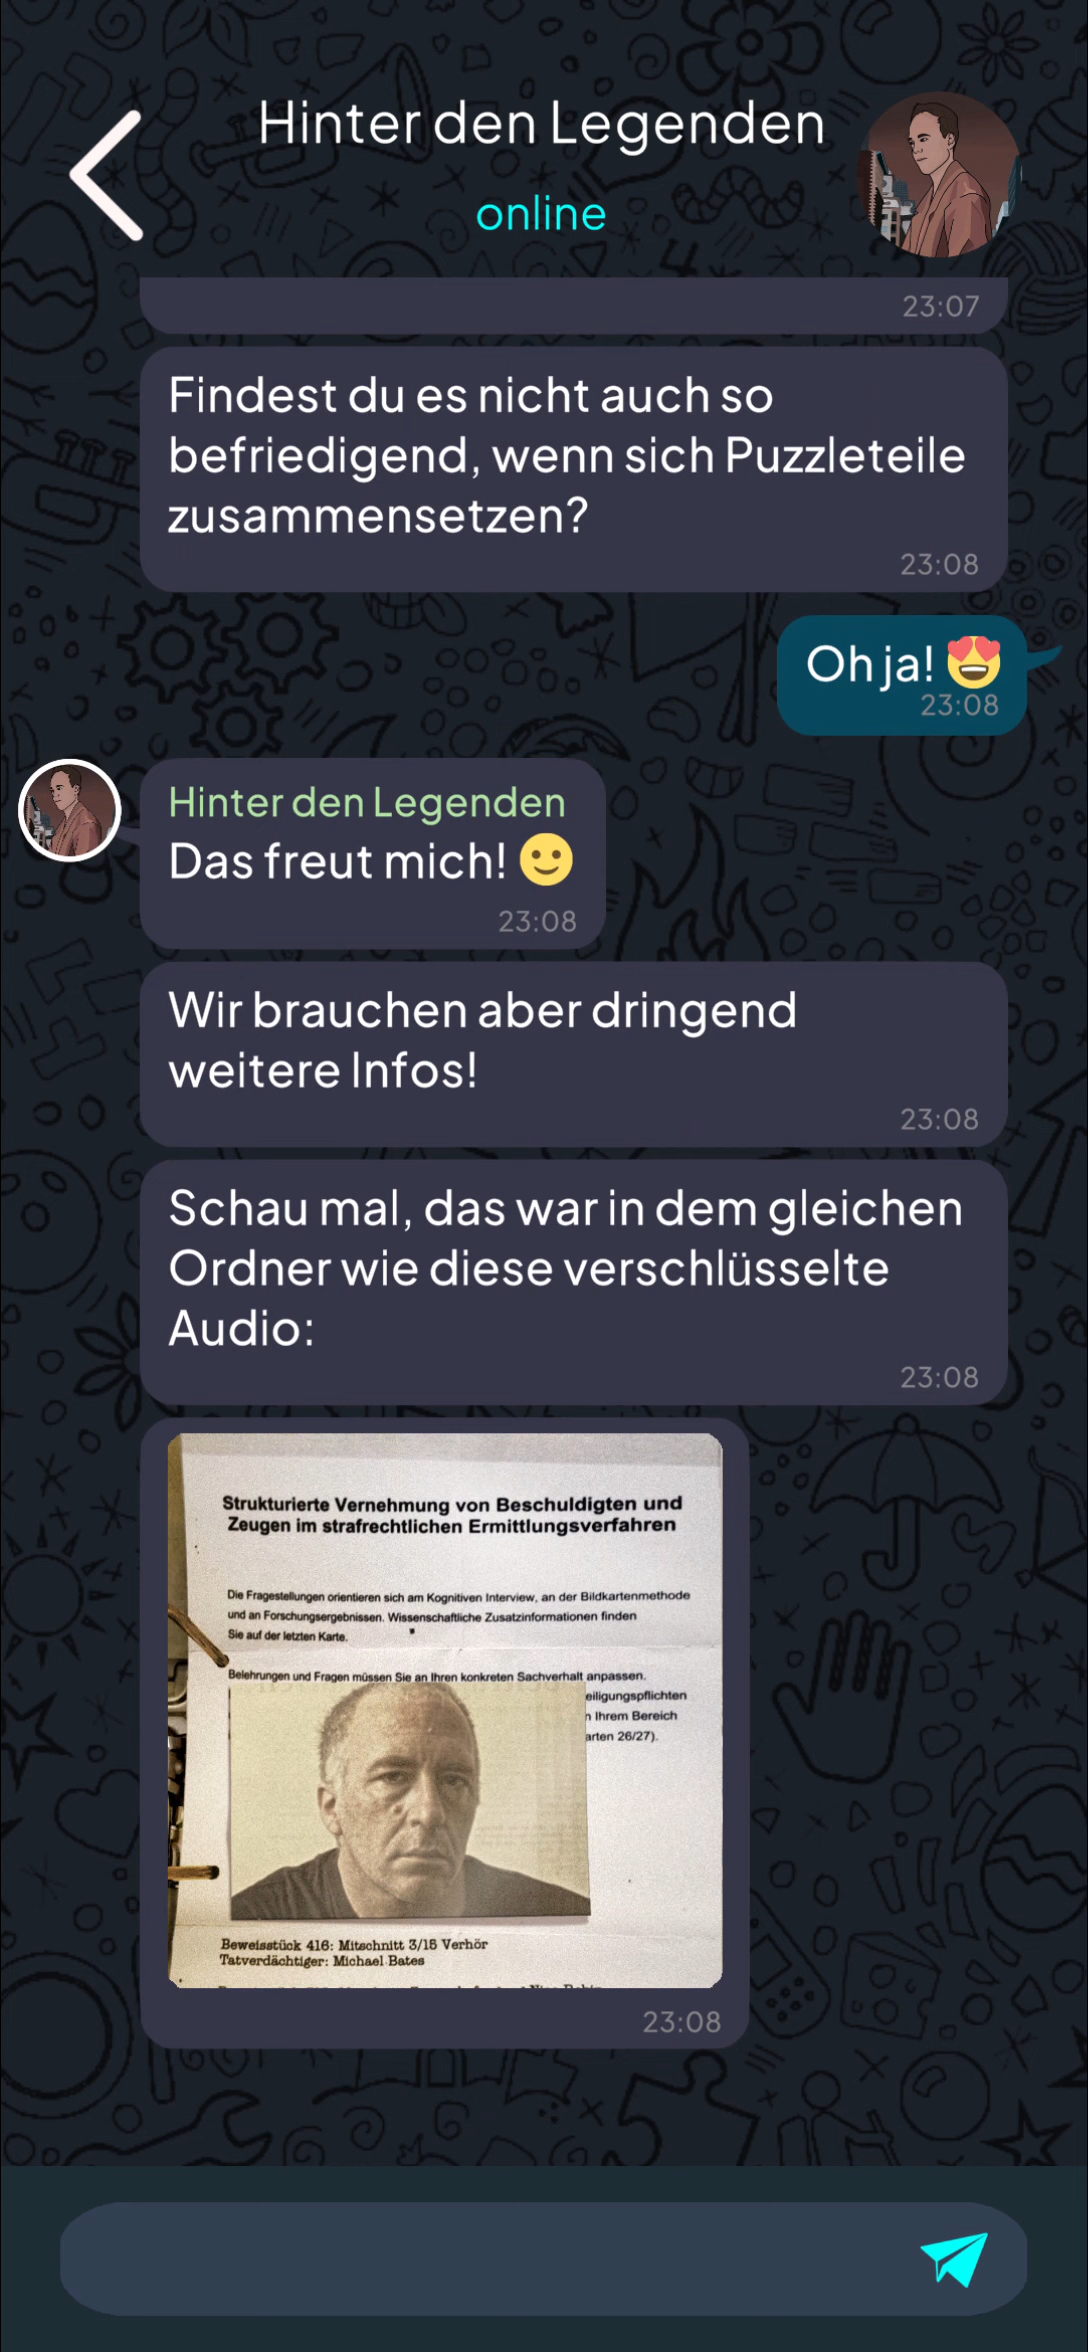 Hinter den Legenden
online
23:07
Findest du es nicht auch so
befriedigend, wenn sich Puzzleteile
zusammensetzen?
23:08
Oh ja! 😍
23:08
Hinter den Legenden
Das freut mich! 🙂
23:08
Wir brauchen aber dringend
weitere Infos!
23:08
Schau mal, das war in dem gleichen
Ordner wie diese verschlüsselte
Audio:
23:08
Strukturierte Vernehmung von Beschuldigten und
Zeugen im strafrechtlichen Ermittlungsverfahren
Die Fragestellungen orientieren sich am Kognitiven Interview, an der Bildkartenmethode
und an Forschungsergebnissen. Wissenschaftliche Zusatzinformationen finden
Sie auf der letzten Karte.
Belehrungen und Fragen müssen Sie an Ihren konkreten Sachverhalt anpassen.
eiligungspflichten
n Ihrem Bereich
arten 26/27).
Beweisstück 416: Mitschnitt 3/15 Verhör
Tatverdächtiger: Michael Bates
23:08